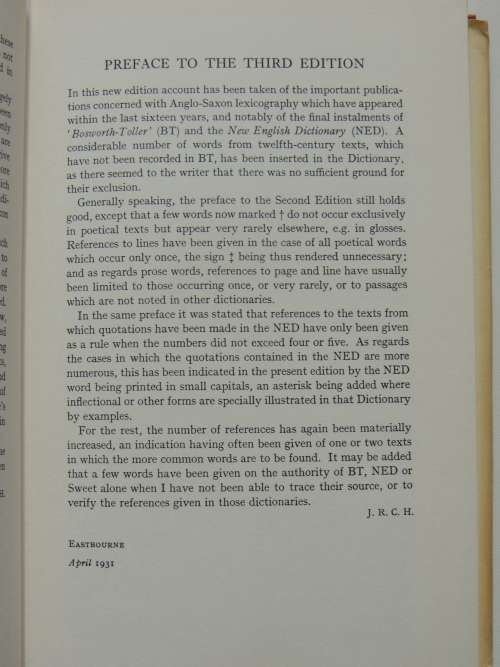 PREFACE TO THE THIRD EDITION
In this new edition account has been taken of the important publica-
tions concerned with Anglo-Saxon lexicography which have appeared
within the last sixteen years, and notably of the final instalments of
'Bosworth-Toller' (BT) and the New English Dictionary (NED). A
considerable number of words from twelfth-century texts, which
have not been recorded in BT, has been inserted in the Dictionary,
as there seemed to the writer that there was no sufficient ground for
their exclusion.
Generally speaking, the preface to the Second Edition still holds
good, except that a few words now marked † do not occur exclusively
in poetical texts but appear very rarely elsewhere, e.g. in glosses.
References to lines have been given in the case of all poetical words
which occur only once, the sign ‡ being thus rendered unnecessary;
and as regards prose words, references to page and line have usually
been limited to those occurring once, or very rarely, or to passages
which are not noted in other dictionaries.
In the same preface it was stated that references to the texts from
which quotations have been made in the NED have only been given
as a rule when the numbers did not exceed four or five. As regards
the cases in which the quotations contained in the NED are more
numerous, this has been indicated in the present edition by the NED
word being printed in small capitals, an asterisk being added where
inflectional or other forms are specially illustrated in that Dictionary
by examples.
For the rest, the number of references has again been materially
increased, an indication having often been given of one or two texts
in which the more common words are to be found. It may be added
that a few words have been given on the authority of BT, NED or
Sweet alone when I have not been able to trace their source, or to
verify the references given in those dictionaries.
J. R. C. H.
EASTBOURNE
April 1931